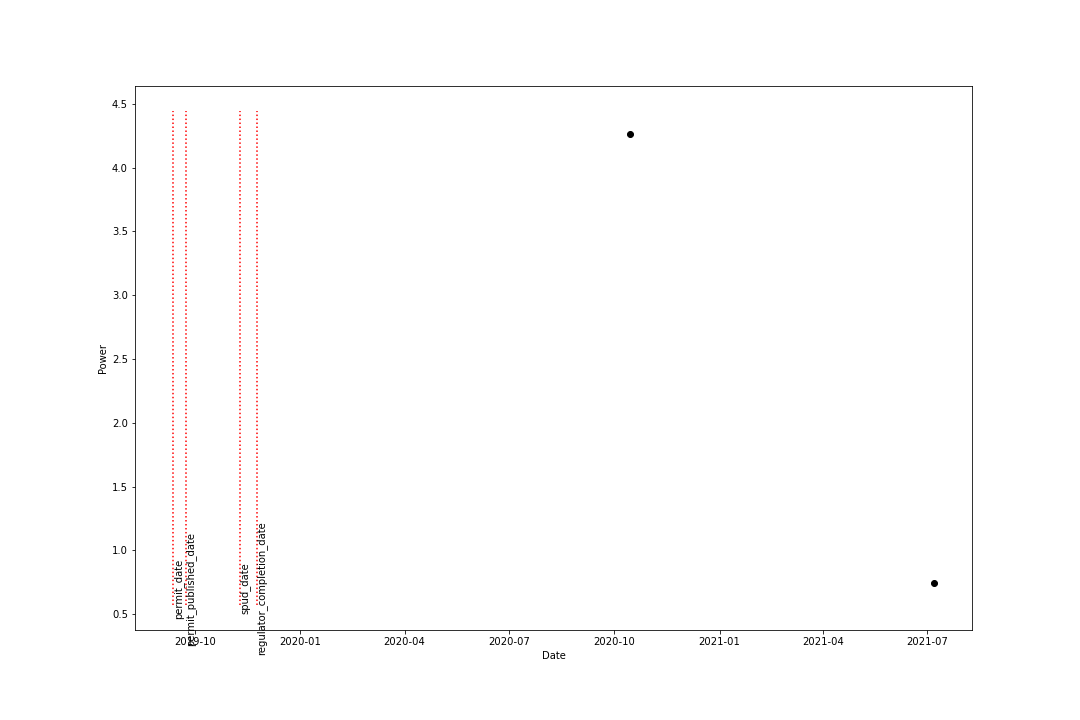 4.5
4.0
3.5
3.0
2.5
2.0
1.5
1.0
0.5
Power
permit_date
permit_published_date
spud_date
regulator_completion_date
2019-10
2020-01
2020-04
2020-07
2020-10
2021-01
2021-04
2021-07
Date